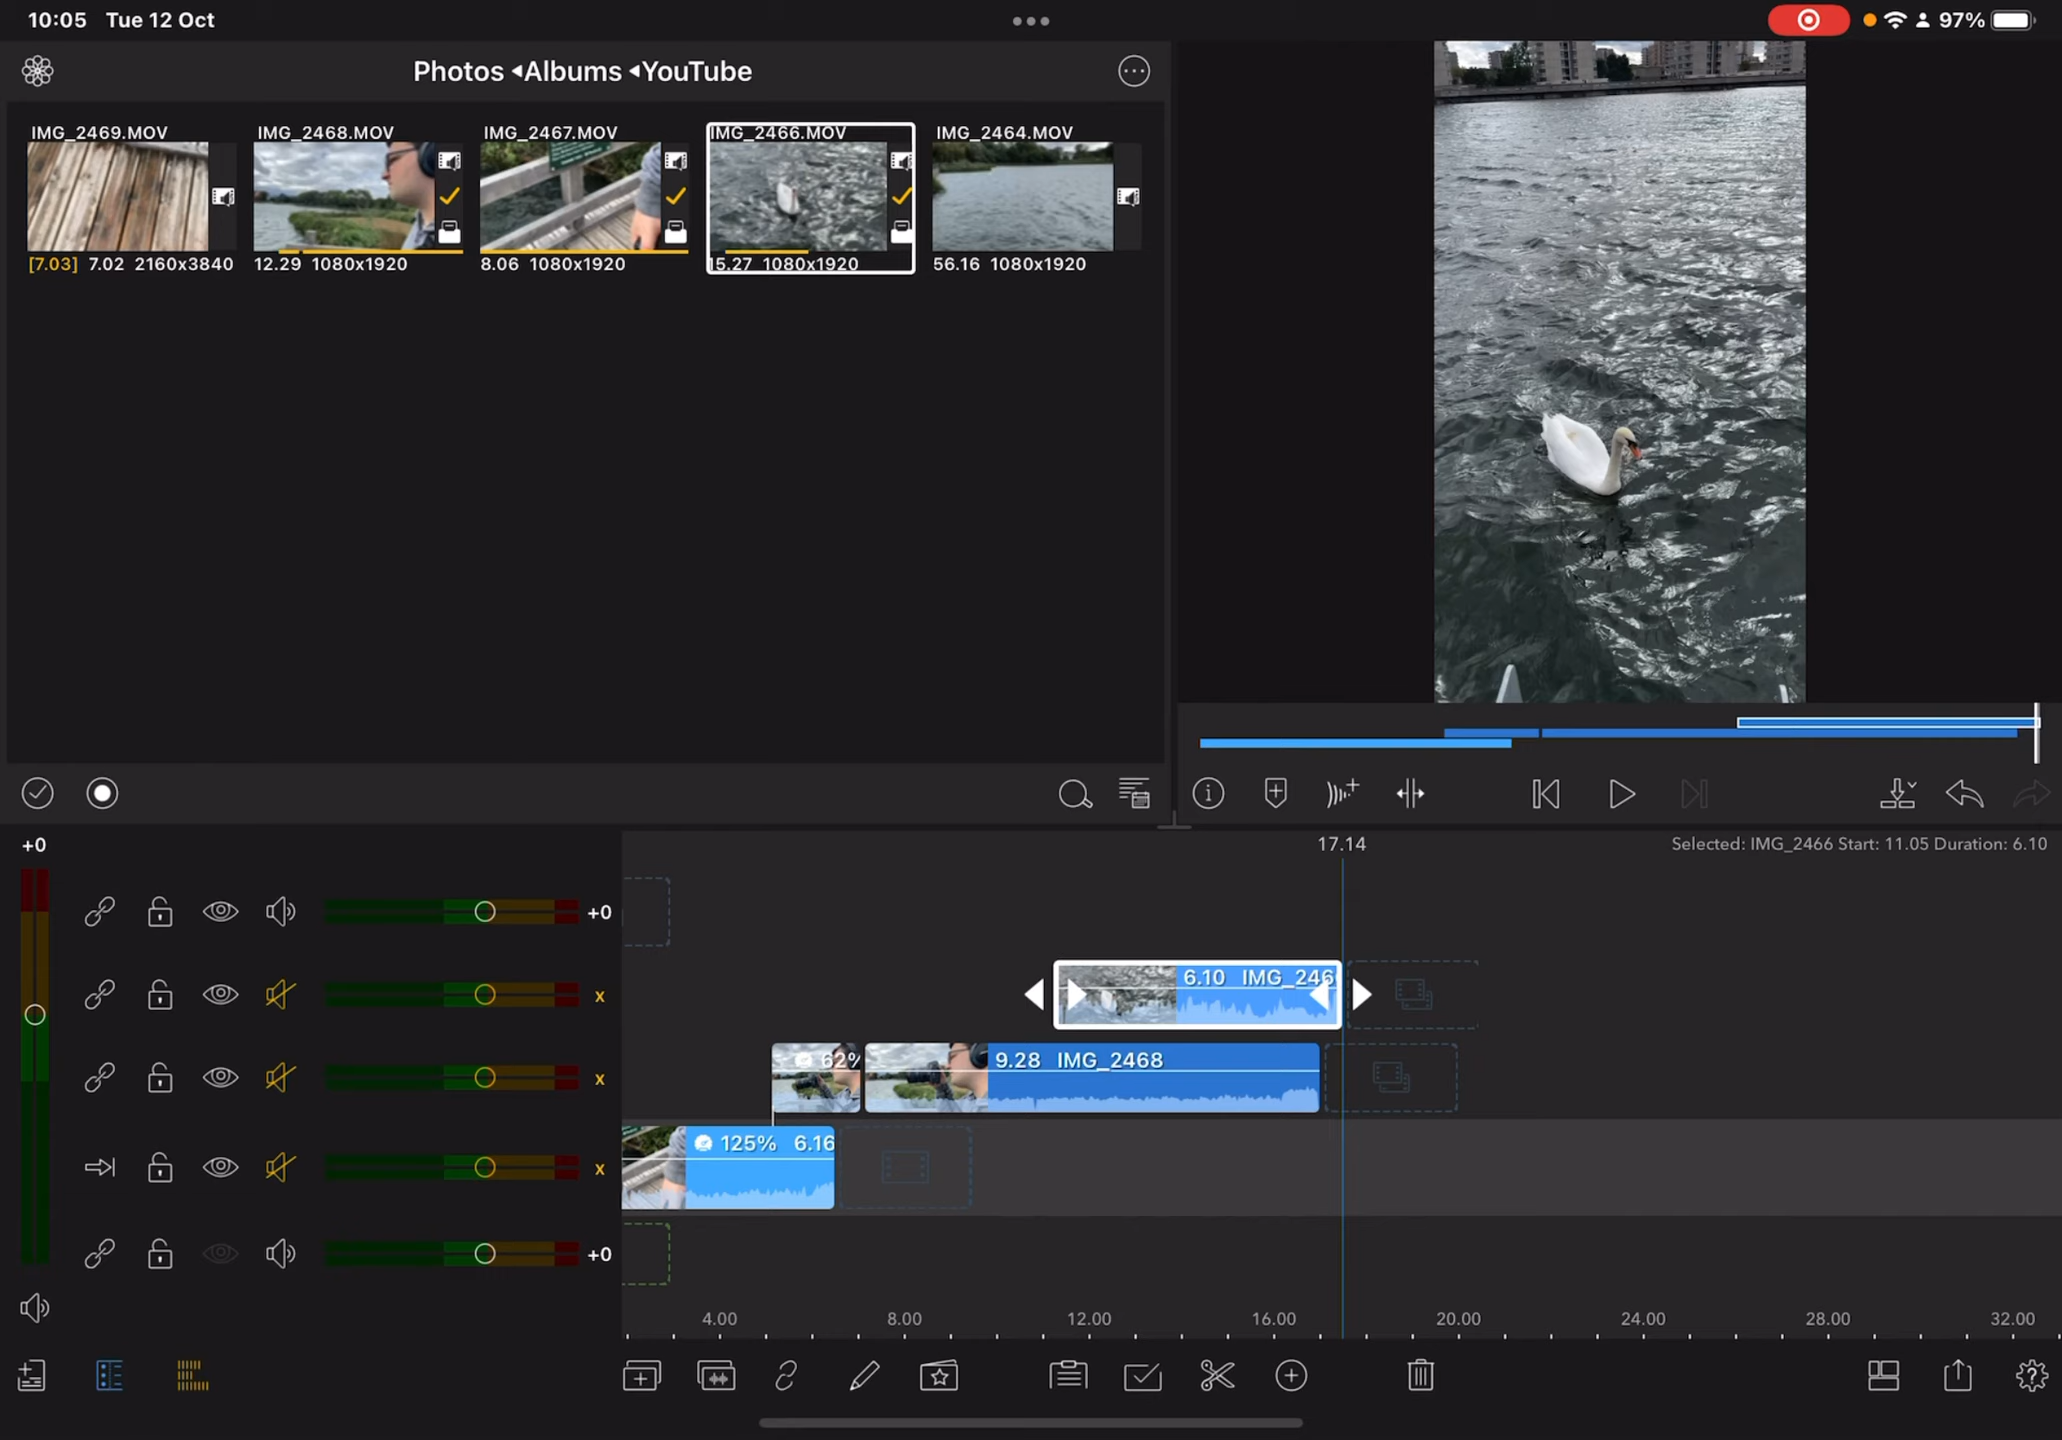 10:05 Tue 12 Oct
97%
Photos ◂Albums ◂YouTube
IMG_2469.MOV
IMG_2468.MOV
IMG_2467.MOV
IMG_2466.MOV
IMG_2464.MOV
[7.03] 7.02 2160x3840
12.29 1080x1920
8.06 1080x1920
15.27 1080x1920
56.16 1080x1920
+0
17.14
Selected: IMG_2466 Start: 11.05 Duration: 6.10
+0
6.10 IMG_246
x
62%
9.28 IMG_2468
x
125% 6.16
x
+0
4.00 8.00 12.00 16.00 20.00 24.00 28.00 32.00